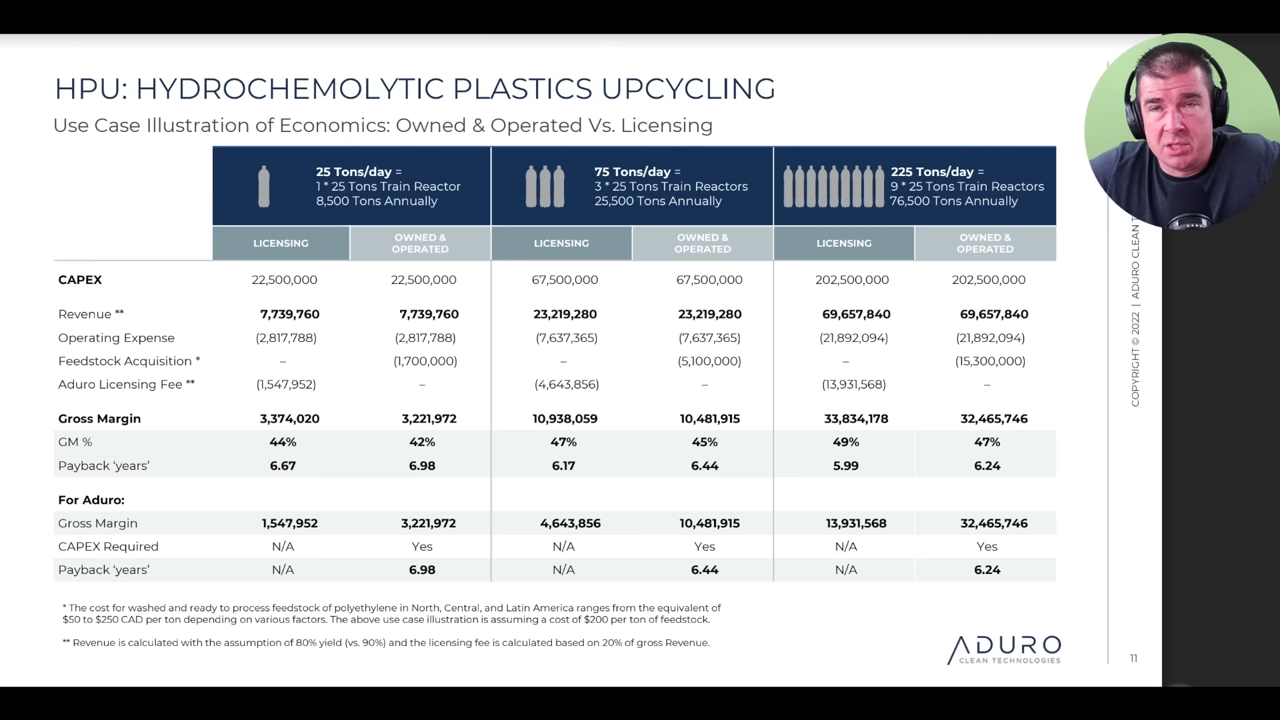 HPU: HYDROCHEMOLYTIC PLASTICS UPCYCLING
Use Case Illustration of Economics: Owned & Operated Vs. Licensing
25 Tons/day =
1 * 25 Tons Train Reactor
8,500 Tons Annually
75 Tons/day =
3 * 25 Tons Train Reactors
25,500 Tons Annually
225 Tons/day =
9 * 25 Tons Train Reactors
76,500 Tons Annually
LICENSING OWNED & OPERATED LICENSING OWNED & OPERATED LICENSING OWNED & OPERATED
CAPEX 22,500,000 22,500,000 67,500,000 67,500,000 202,500,000 202,500,000
Revenue ** 7,739,760 7,739,760 23,219,280 23,219,280 69,657,840 69,657,840
Operating Expense (2,817,788) (2,817,788) (7,637,365) (7,637,365) (21,892,094) (21,892,094)
Feedstock Acquisition * – (1,700,000) – (5,100,000) – (15,300,000)
Aduro Licensing Fee ** (1,547,952) – (4,643,856) – (13,931,568) –
Gross Margin 3,374,020 3,221,972 10,938,059 10,481,915 33,834,178 32,465,746
GM % 44% 42% 47% 45% 49% 47%
Payback ‘years’ 6.67 6.98 6.17 6.44 5.99 6.24
For Aduro:
Gross Margin 1,547,952 3,221,972 4,643,856 10,481,915 13,931,568 32,465,746
CAPEX Required N/A Yes N/A Yes N/A Yes
Payback ‘years’ N/A 6.98 N/A 6.44 N/A 6.24
* The cost for washed and ready to process feedstock of polyethylene in North, Central, and Latin America ranges from the equivalent of
$50 to $250 CAD per ton depending on various factors. The above use case illustration is assuming a cost of $200 per ton of feedstock.
** Revenue is calculated with the assumption of 80% yield (vs. 90%) and the licensing fee is calculated based on 20% of gross Revenue.
ADURO
CLEAN TECHNOLOGIES
11
COPYRIGHT © 2022 | ADURO CLEAN